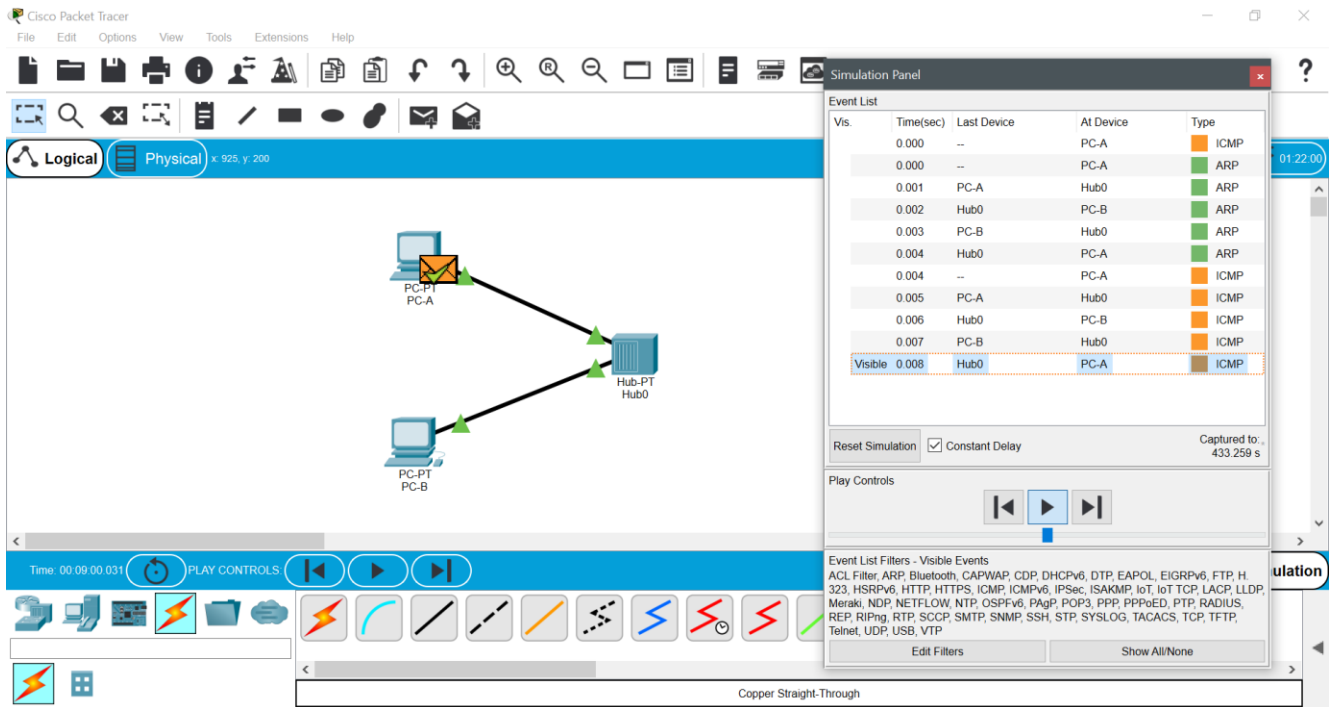 Cisco Packet Tracer
File Edit Options View Tools Extensions Help
Logical
Physical
x: 925, y: 200
01:22:00
PC-PT
PC-A
Hub-PT
Hub0
PC-PT
PC-B
Simulation Panel
Event List
Vis. Time(sec) Last Device At Device Type
0.000 -- PC-A ICMP
0.000 -- PC-A ARP
0.001 PC-A Hub0 ARP
0.002 Hub0 PC-B ARP
0.003 PC-B Hub0 ARP
0.004 Hub0 PC-A ARP
0.004 -- PC-A ICMP
0.005 PC-A Hub0 ICMP
0.006 Hub0 PC-B ICMP
0.007 PC-B Hub0 ICMP
Visible 0.008 Hub0 PC-A ICMP
Reset Simulation Constant Delay
Captured to:
433.259 s
Play Controls
Event List Filters - Visible Events
ACL Filter, ARP, Bluetooth, CAPWAP, CDP, DHCPv6, DTP, EAPOL, EIGRPv6, FTP, H.
323, HSRPv6, HTTP, HTTPS, ICMP, ICMPv6, IPSec, ISAKMP, IoT, IoT TCP, LACP, LLDP,
Meraki, NDP, NETFLOW, NTP, OSPFv6, PAgP, POP3, PPP, PPPoED, PTP, RADIUS,
REP, RIPng, RTP, SCCP, SMTP, SNMP, SSH, STP, SYSLOG, TACACS, TCP, TFTP,
Telnet, UDP, USB, VTP
Edit Filters Show All/None
Time: 00:09:00.031 PLAY CONTROLS:
ulation
Copper Straight-Through